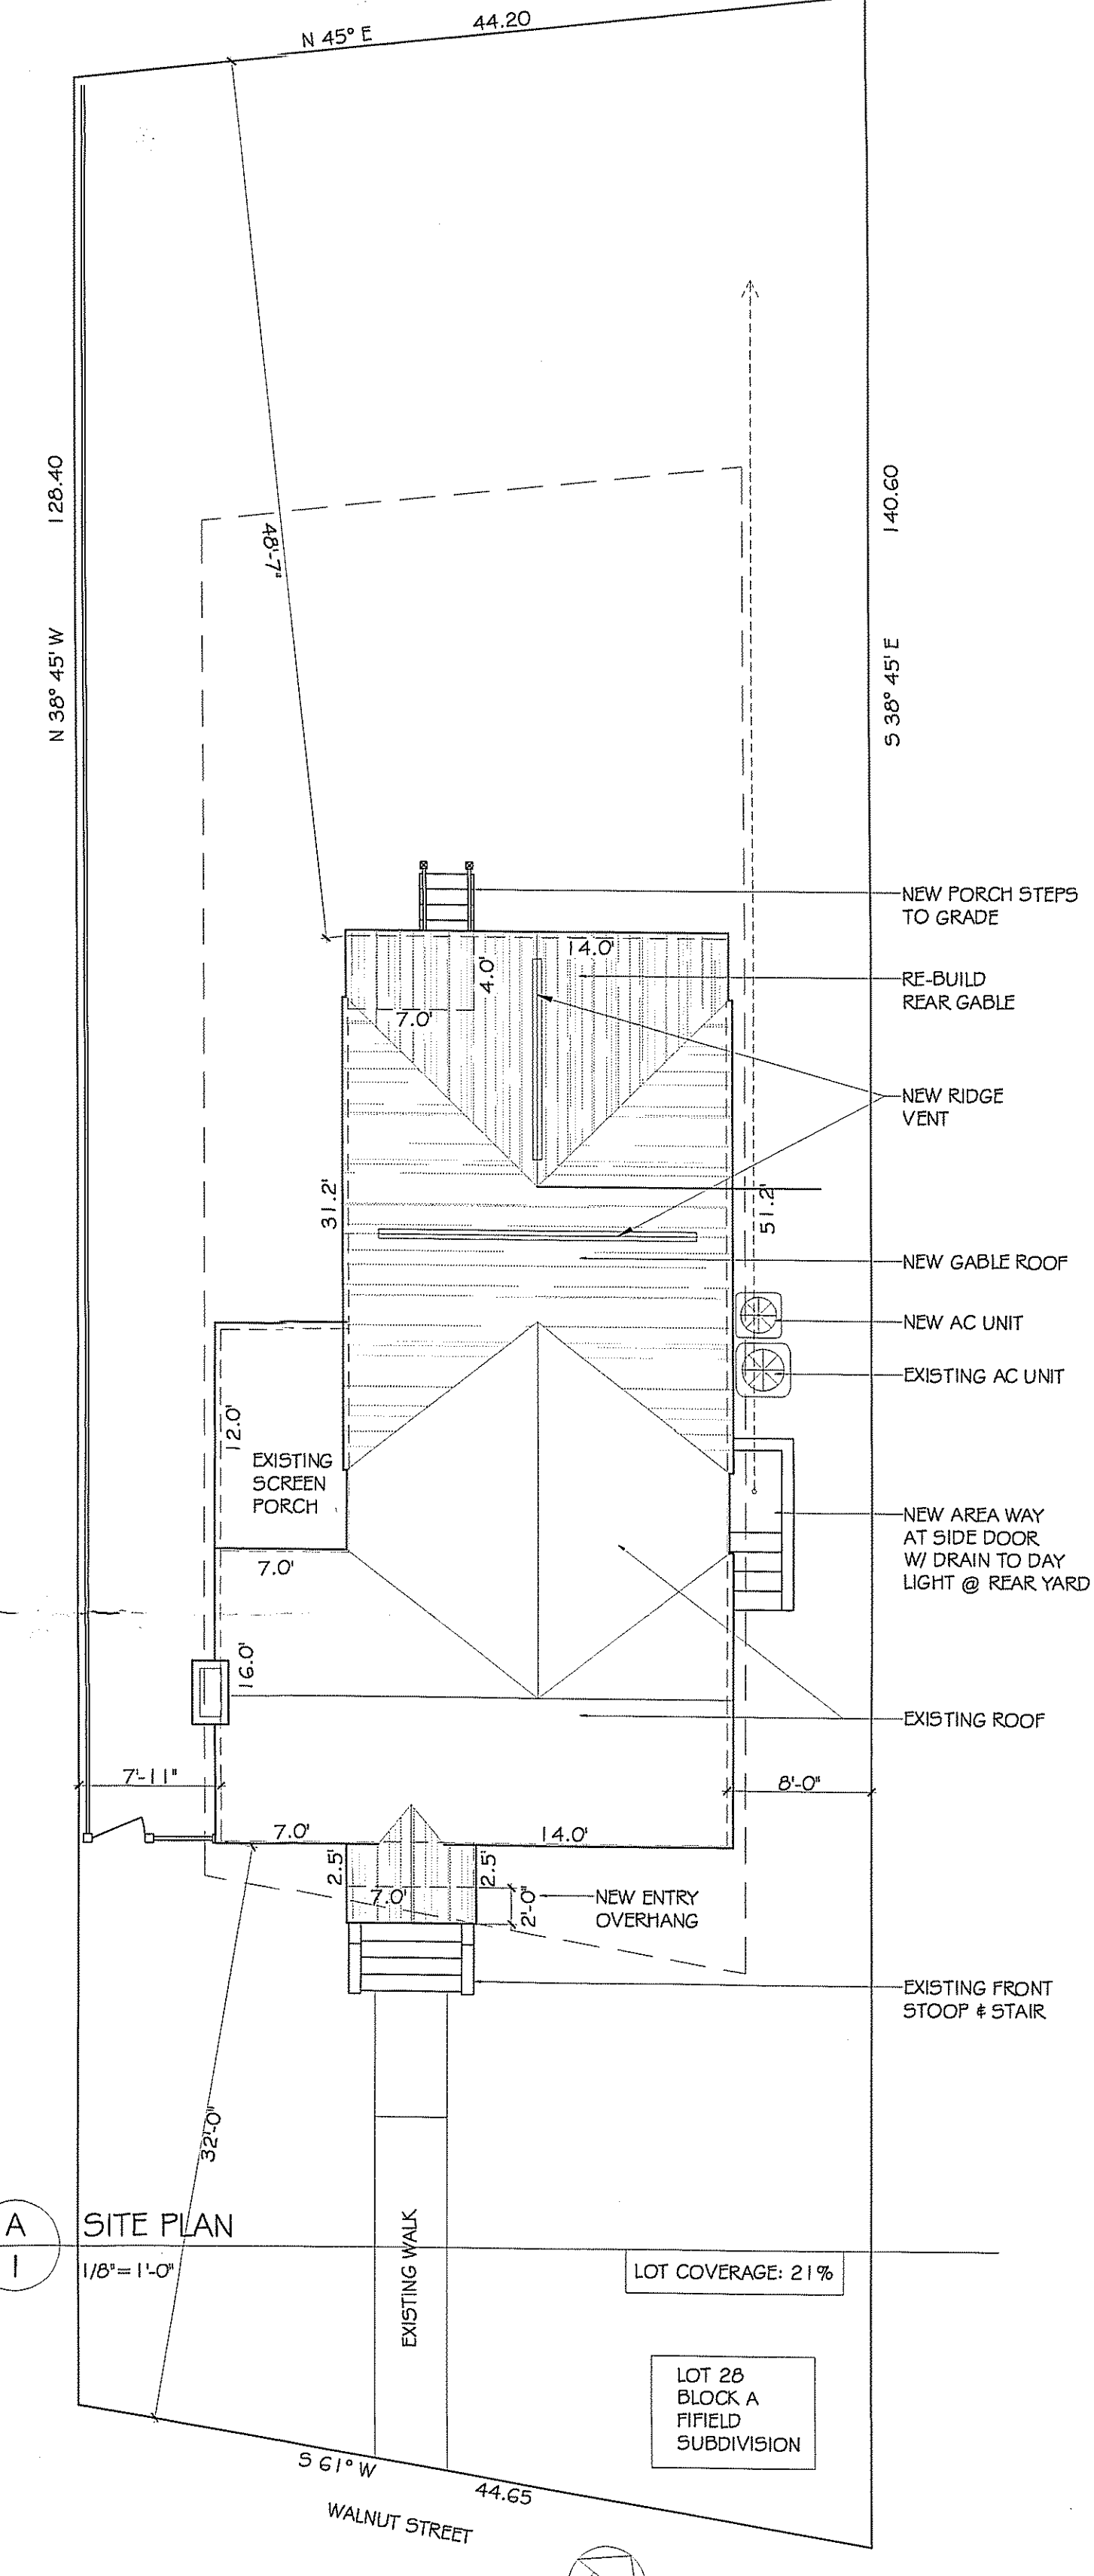 N 45° E
44.20
128.40
140.60
48'-7"
N 38° 45' W
S 38° 45' E
NEW PORCH STEPS
TO GRADE
14.0'
4.0'
7.0'
RE-BUILD
REAR GABLE
NEW RIDGE
VENT
31.2'
51.2'
NEW GABLE ROOF
NEW AC UNIT
EXISTING AC UNIT
12.0'
EXISTING
SCREEN
PORCH
7.0'
NEW AREA WAY
AT SIDE DOOR
W/ DRAIN TO DAY
LIGHT @ REAR YARD
16.0'
EXISTING ROOF
7'-11"
8'-0"
7.0'
14.0'
2.5'
2.5'
7.0'
2'-0"
NEW ENTRY
OVERHANG
EXISTING FRONT
STOOP & STAIR
32'-0"
A
1
SITE PLAN
1/8"= 1'-0"
EXISTING WALK
LOT COVERAGE: 21%
LOT 28
BLOCK A
FIFIELD
SUBDIVISION
S 61° W
44.65
WALNUT STREET